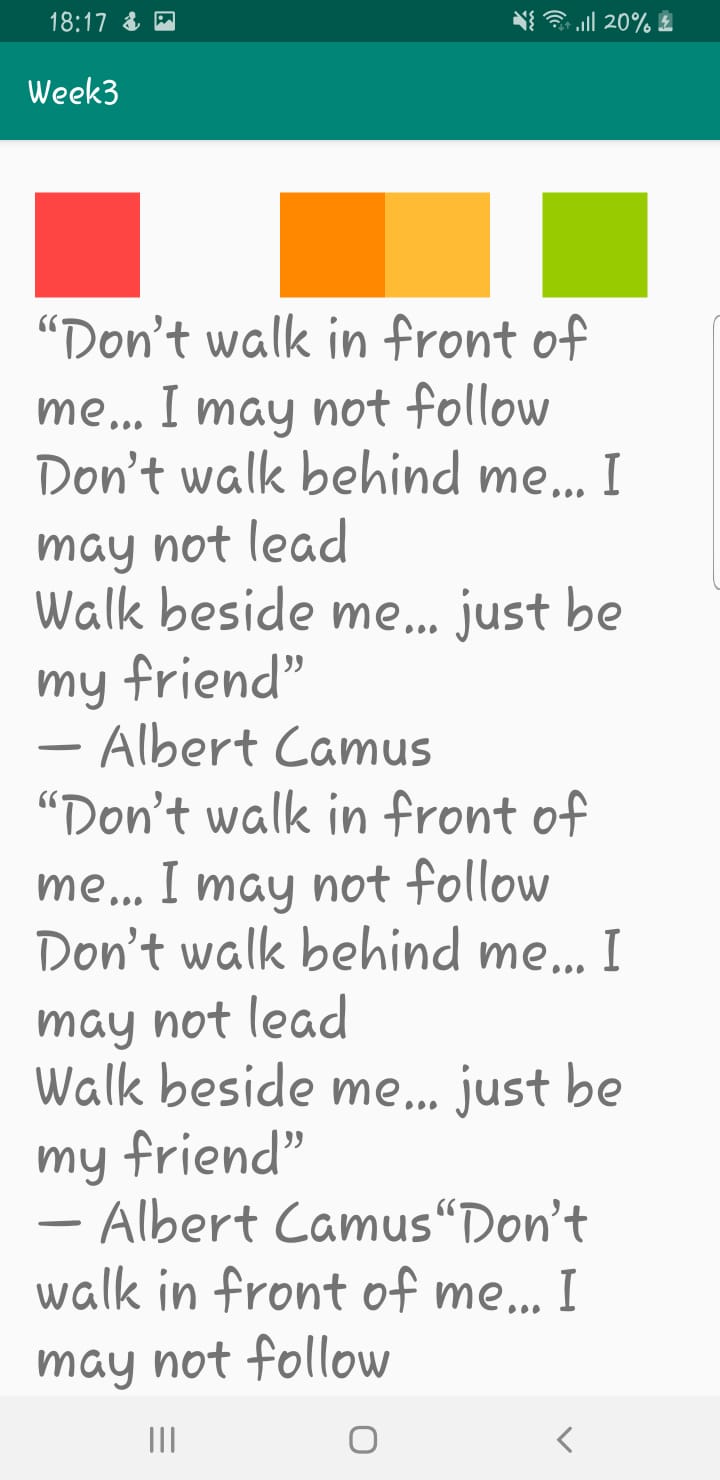 18:17 20%
Week3
“Don’t walk in front of
me... I may not follow
Don’t walk behind me... I
may not lead
Walk beside me... just be
my friend”
— Albert Camus
“Don’t walk in front of
me... I may not follow
Don’t walk behind me... I
may not lead
Walk beside me... just be
my friend”
— Albert Camus“Don’t
walk in front of me... I
may not follow